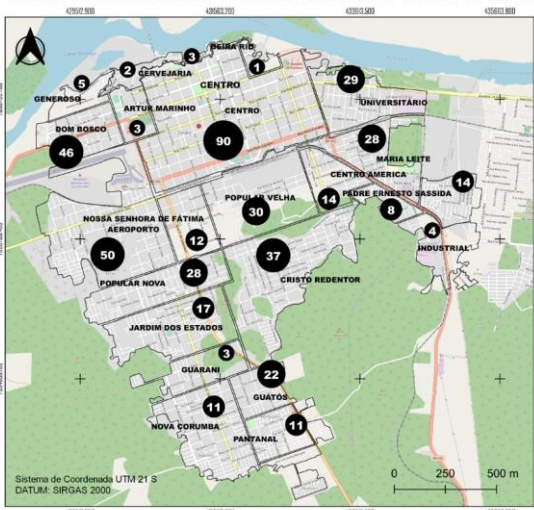 BEIRA RIO
3
2
CERVEJARIA
1
5
CENTRO
29
GENEROSO
ARTUR MARINHO
CENTRO
UNIVERSITÁRIO
DOM BOSCO
3
90
28
46
MARIA LEITE
CENTRO AMERICA
14
POPULAR VELHA
PADRE ERNESTO SASSIDA
30
14
8
NOSSA SENHORA DE FÁTIMA
AEROPORTO
12
4
50
37
INDUSTRIAL
28
POPULAR NOVA
CRISTO REDENTOR
17
JARDIM DOS ESTADOS
3
GUARANI
22
GUATÓS
11
11
NOVA CORUMBA
PANTANAL
Sistema de Coordenada UTM 21 S
DATUM: SIRGAS 2000
0 250 500 m